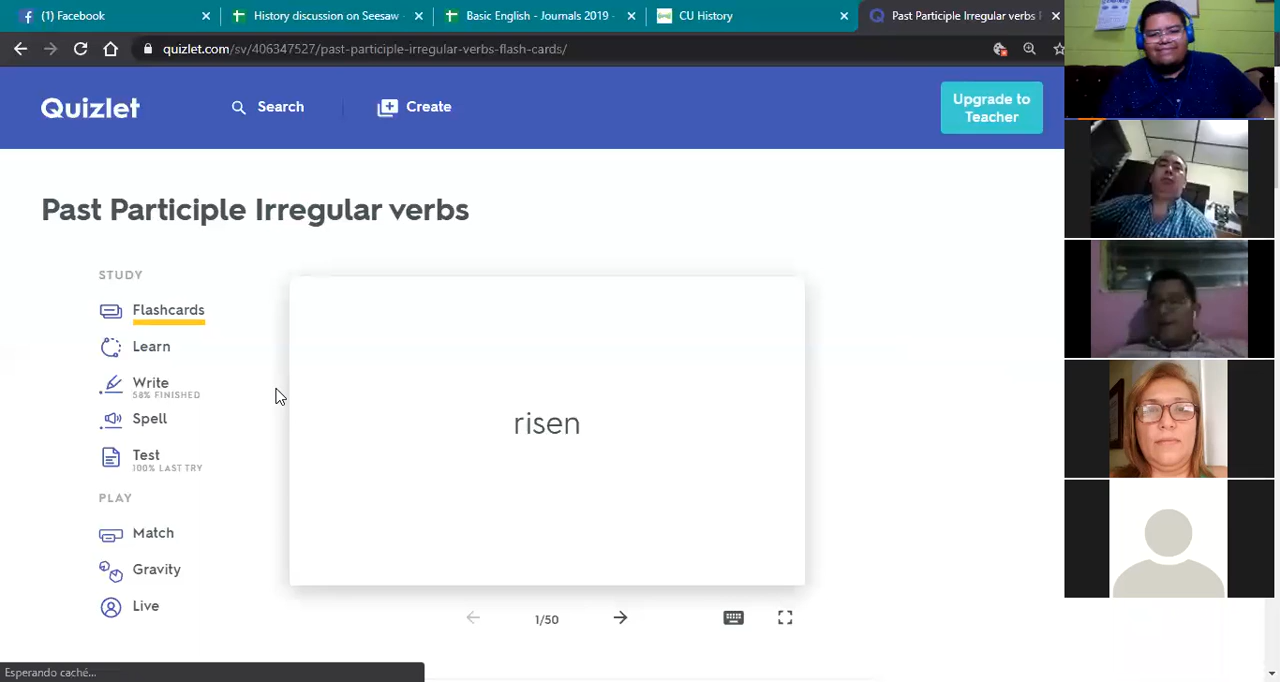 (1) Facebook
History discussion on Seesaw
Basic English - Journals 2019 -
CU History
Past Participle Irregular verbs
quizlet.com/sv/406347527/past-participle-irregular-verbs-flash-cards/
Quizlet
Search
Create
Upgrade to
Teacher
Past Participle Irregular verbs
STUDY
Flashcards
Learn
Write
58% FINISHED
Spell
Test
100% LAST TRY
PLAY
Match
Gravity
Live
risen
1/50
Esperando caché...